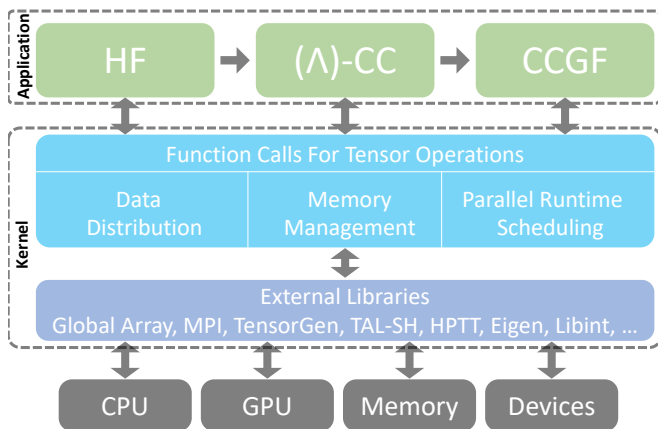 Application
HF
(Λ)-CC
CCGF
Kernel
Function Calls For Tensor Operations
Data
Distribution
Memory
Management
Parallel Runtime
Scheduling
External Libraries
Global Array, MPI, TensorGen, TAL-SH, HPTT, Eigen, Libint, ...
CPU
GPU
Memory
Devices